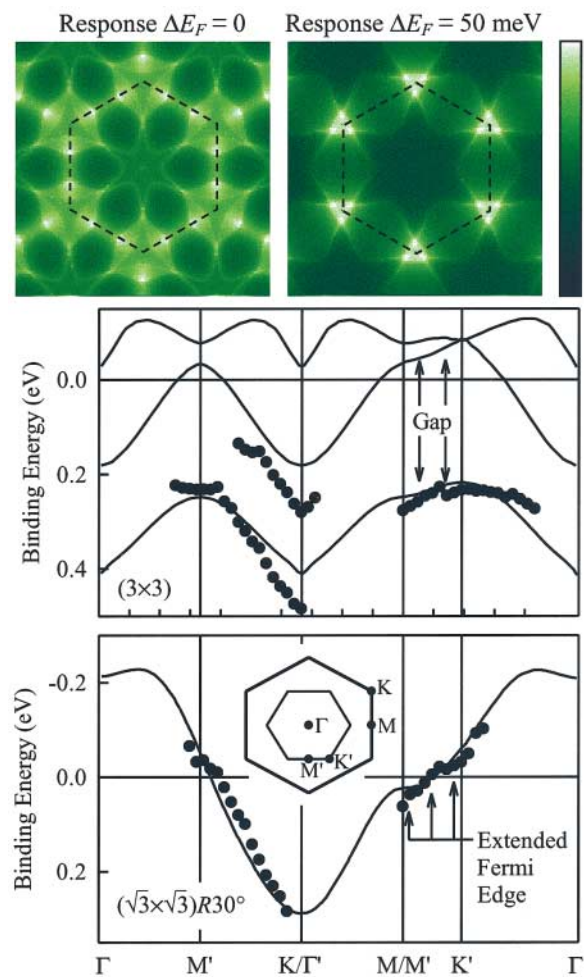 Response ΔE_F = 0
Response ΔE_F = 50 meV
Binding Energy (eV)
0.0
0.2
0.4
Gap
(3×3)
Binding Energy (eV)
-0.2
0.0
0.2
K
Γ
M
M'
K'
Extended
Fermi
Edge
(√3×√3)R30°
Γ
M'
K/Γ'
M/M'
K'
Γ